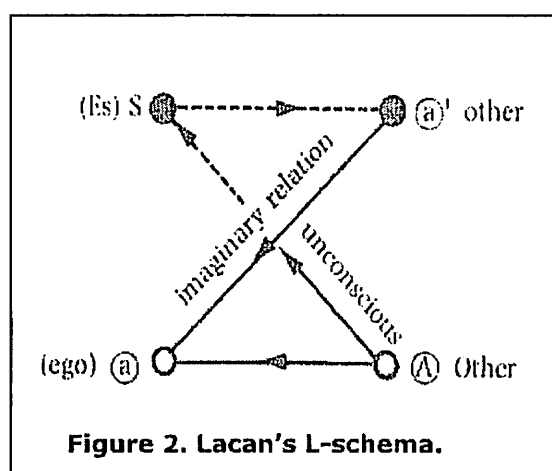 (Es) S
a' other
imaginary relation
unconscious
(ego) a
A Other
Figure 2. Lacan's L-schema.